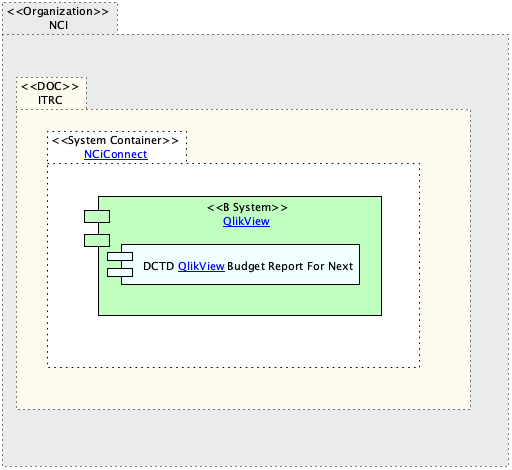 <<Organization>>
NCI
<<DOC>>
ITRC
<<System Container>>
NCiConnect
<<B System>>
QlikView
DCTD QlikView Budget Report For Next